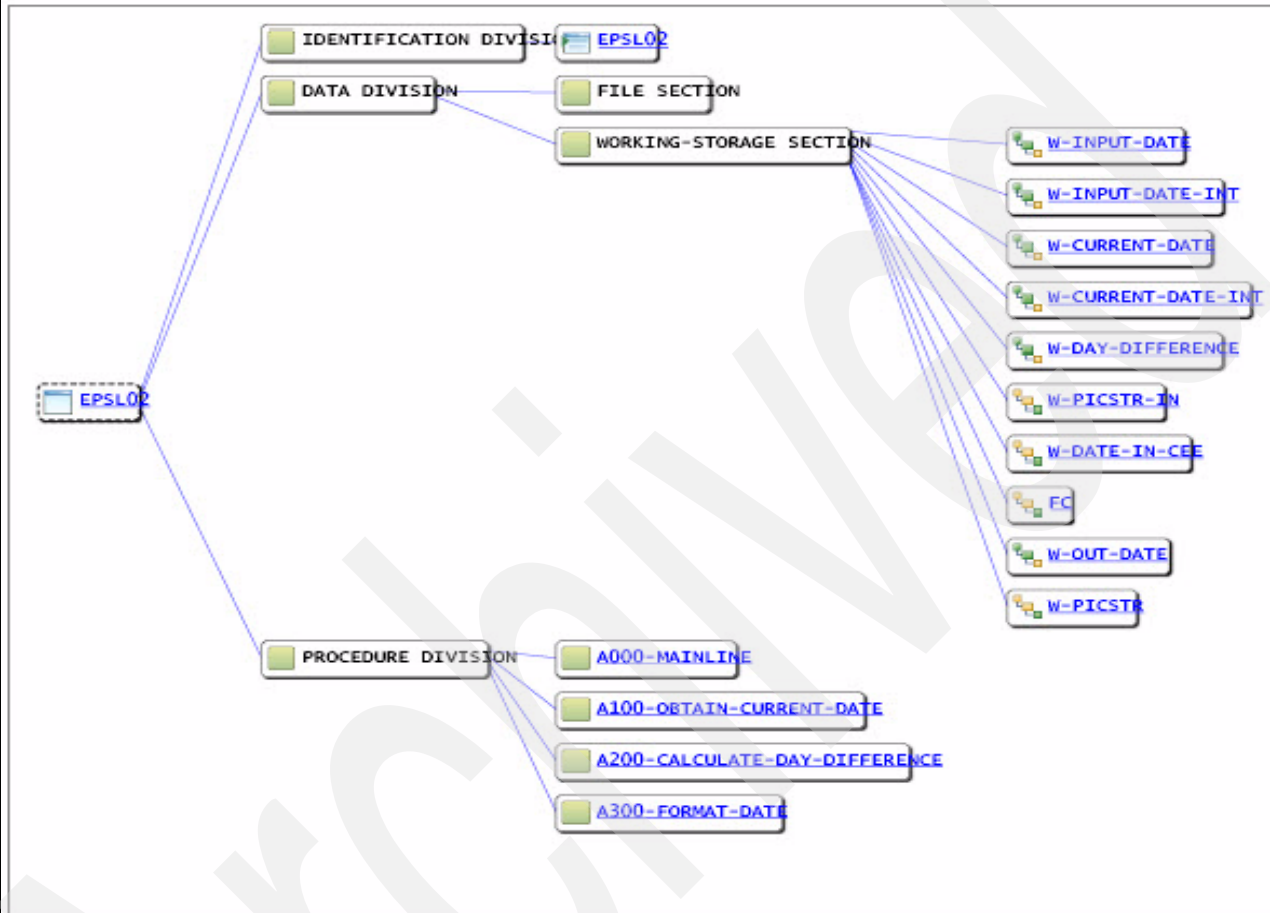 IDENTIFICATION DIVISI
EPSL02
DATA DIVISION
FILE SECTION
WORKING-STORAGE SECTION
W-INPUT-DATE
W-INPUT-DATE-INT
W-CURRENT-DATE
W-CURRENT-DATE-INT
W-DAY-DIFFERENCE
EPSL02
W-PICSTR-IN
W-DATE-IN-CEE
FC
W-OUT-DATE
W-PICSTR
PROCEDURE DIVISION
A000-MAINLINE
A100-OBTAIN-CURRENT-DATE
A200-CALCULATE-DAY-DIFFERENCE
A300-FORMAT-DATE
Archived